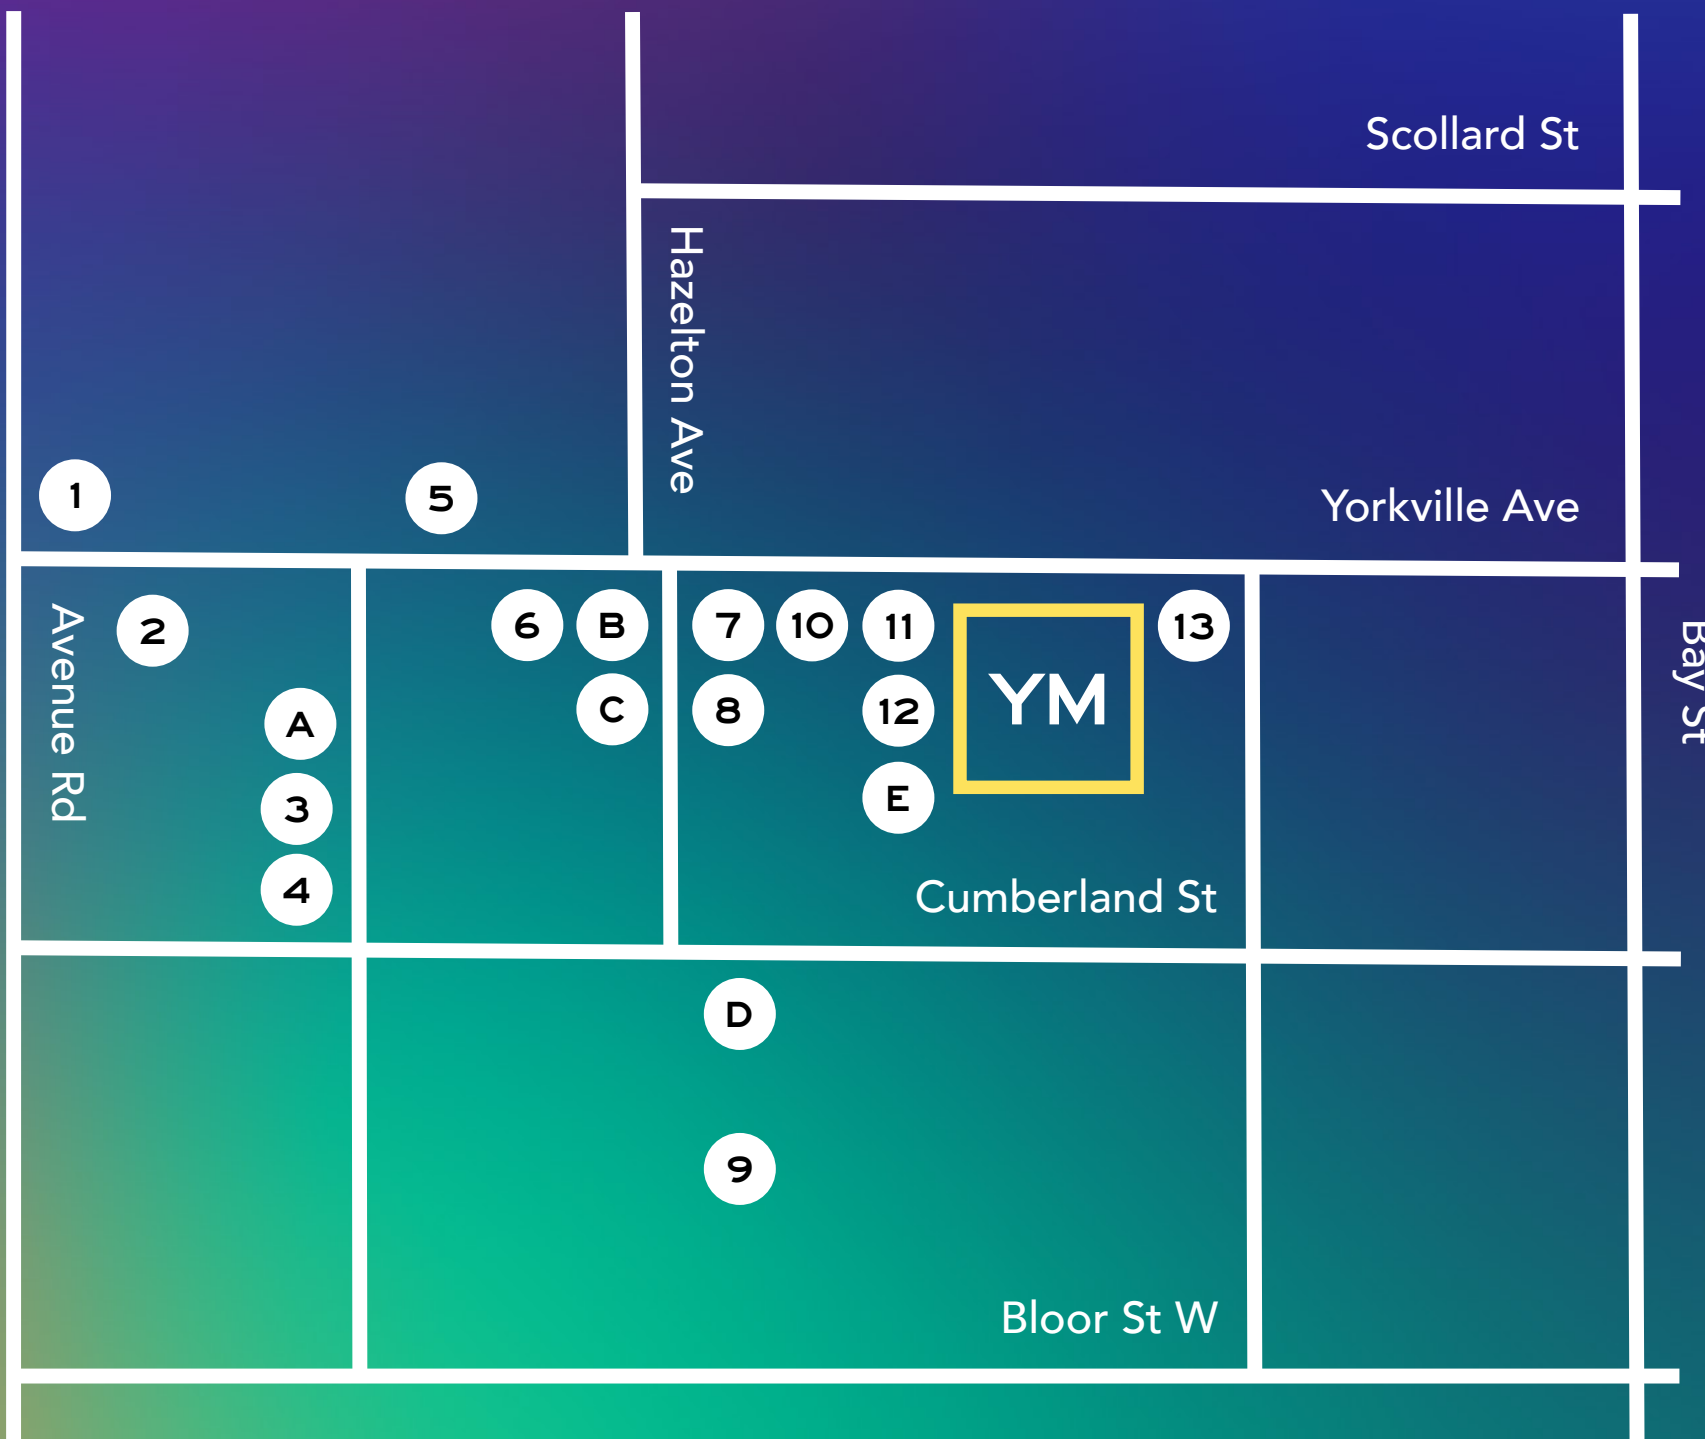 Scollard St
Hazelton Ave
1
5
Yorkville Ave
Avenue Rd
2
6
B
7
10
11
13
Bay St
A
C
8
12
YM
3
E
4
Cumberland St
D
9
Bloor St W